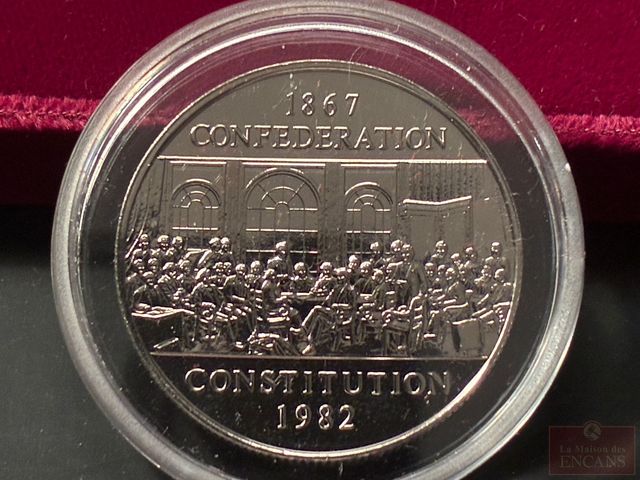 1867
CONFEDERATION
CONSTITUTION
1982
La Maison des
ENCANS